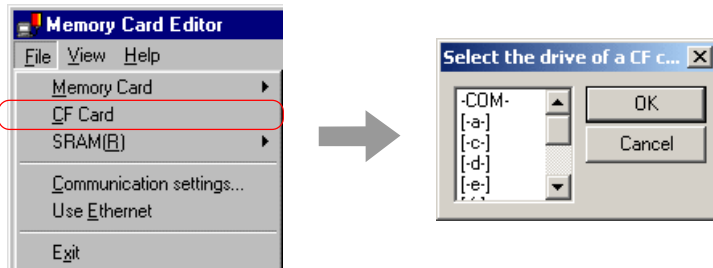 Memory Card Editor
File View Help
Memory Card
CF Card
SRAM(R)
Communication settings...
Use Ethernet
Exit
Select the drive of a CF c...
-COM-
[-a-]
[-c-]
[-d-]
[-e-]
OK
Cancel